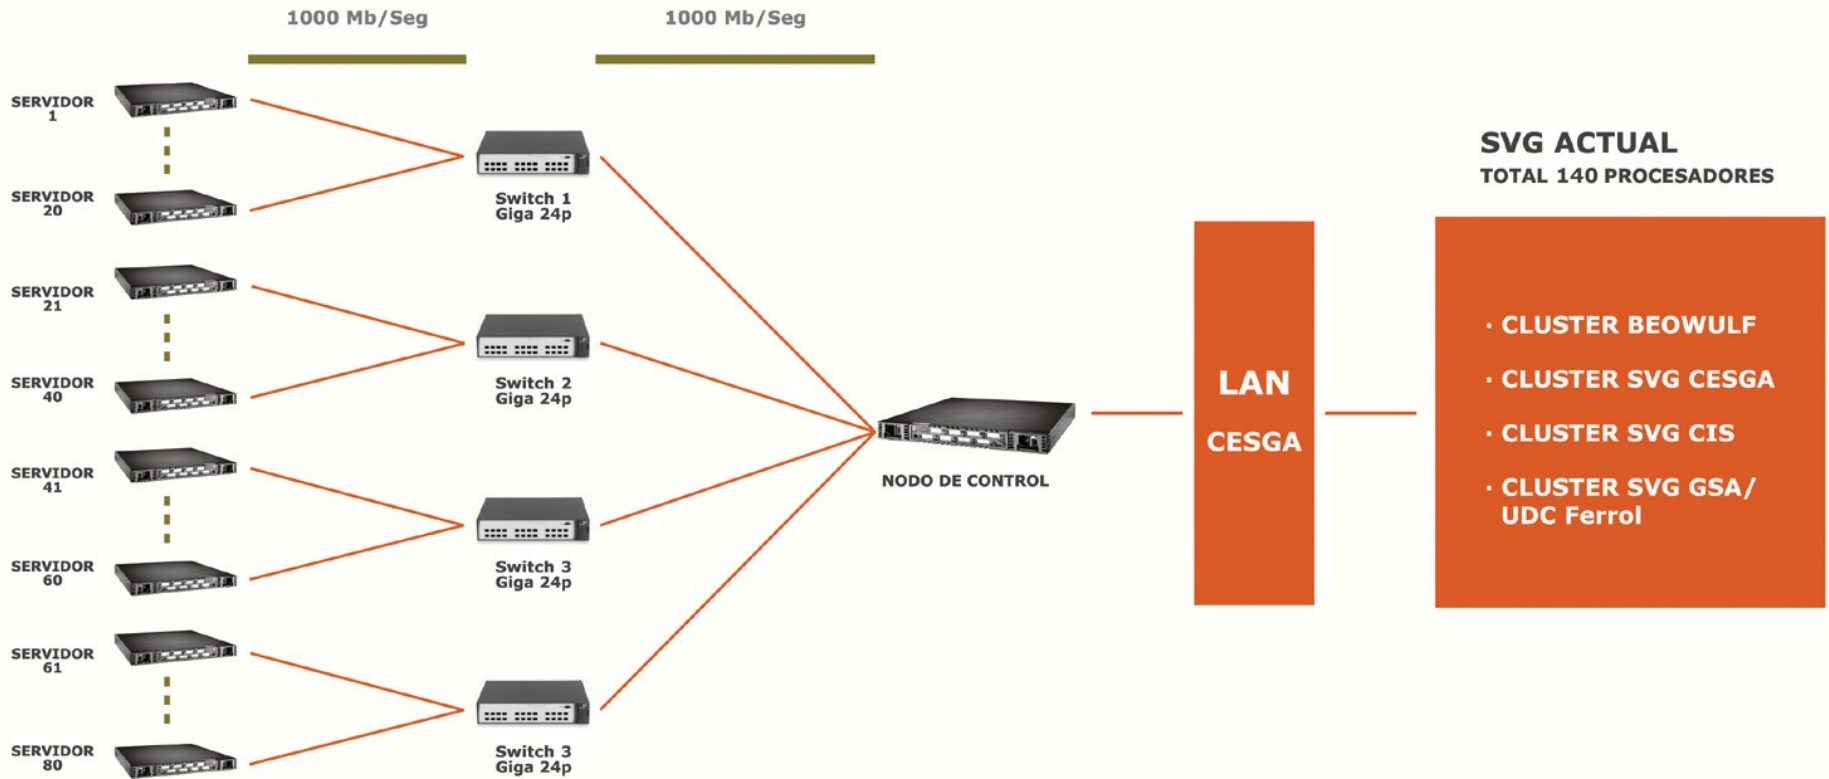 1000 Mb/Seg
1000 Mb/Seg
SERVIDOR
1
SERVIDOR
20
Switch 1
Giga 24p
SERVIDOR
21
SERVIDOR
40
Switch 2
Giga 24p
SERVIDOR
41
SERVIDOR
60
Switch 3
Giga 24p
SERVIDOR
61
SERVIDOR
80
Switch 3
Giga 24p
NODO DE CONTROL
LAN
CESGA
SVG ACTUAL
TOTAL 140 PROCESADORES
· CLUSTER BEOWULF
· CLUSTER SVG CESGA
· CLUSTER SVG CIS
· CLUSTER SVG GSA/
UDC Ferrol